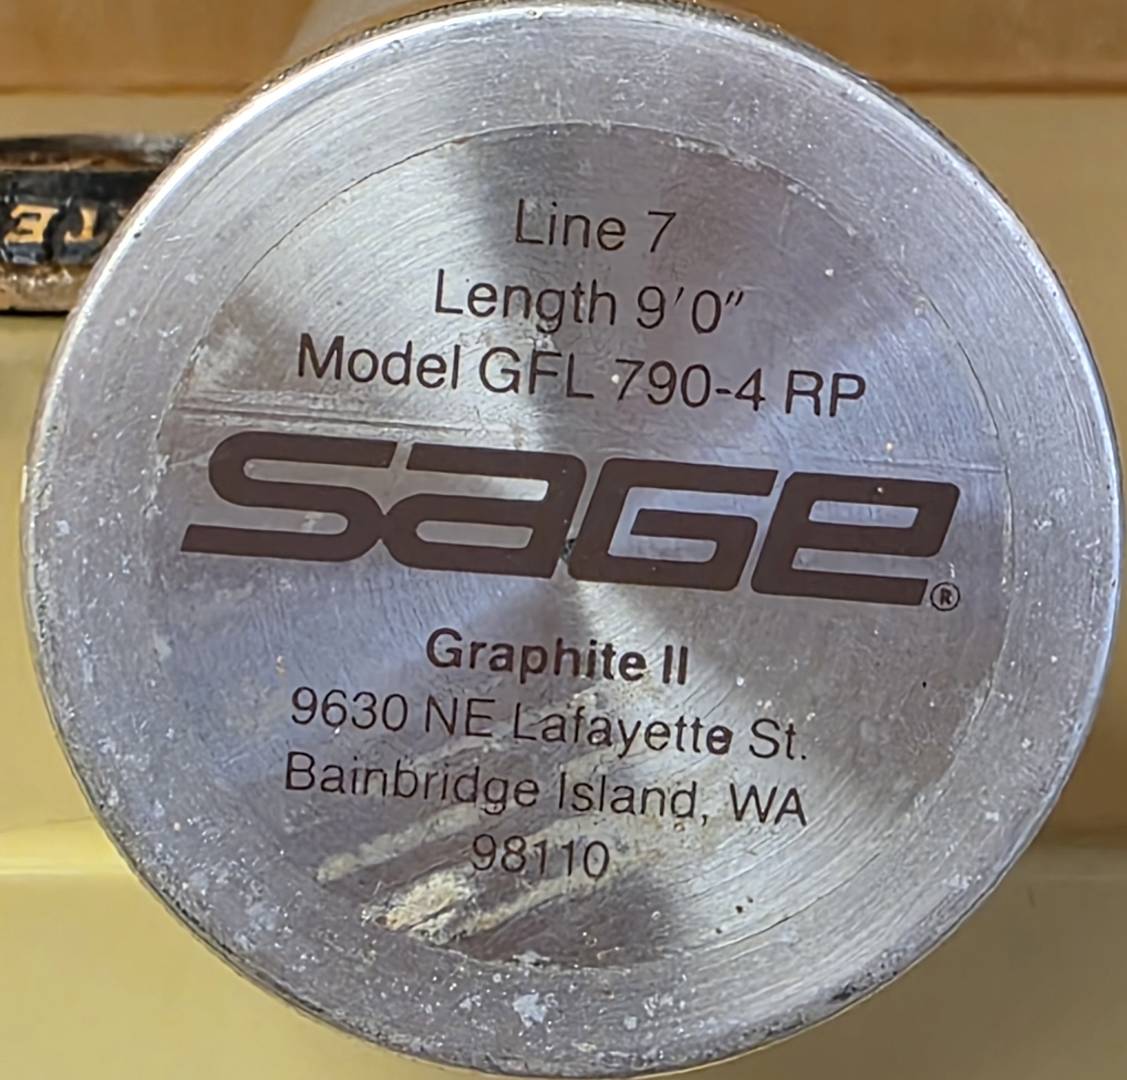 Line 7
Length 9'0"
Model GFL 790-4 RP
SAGE®
Graphite II
9630 NE Lafayette St.
Bainbridge Island, WA
98110